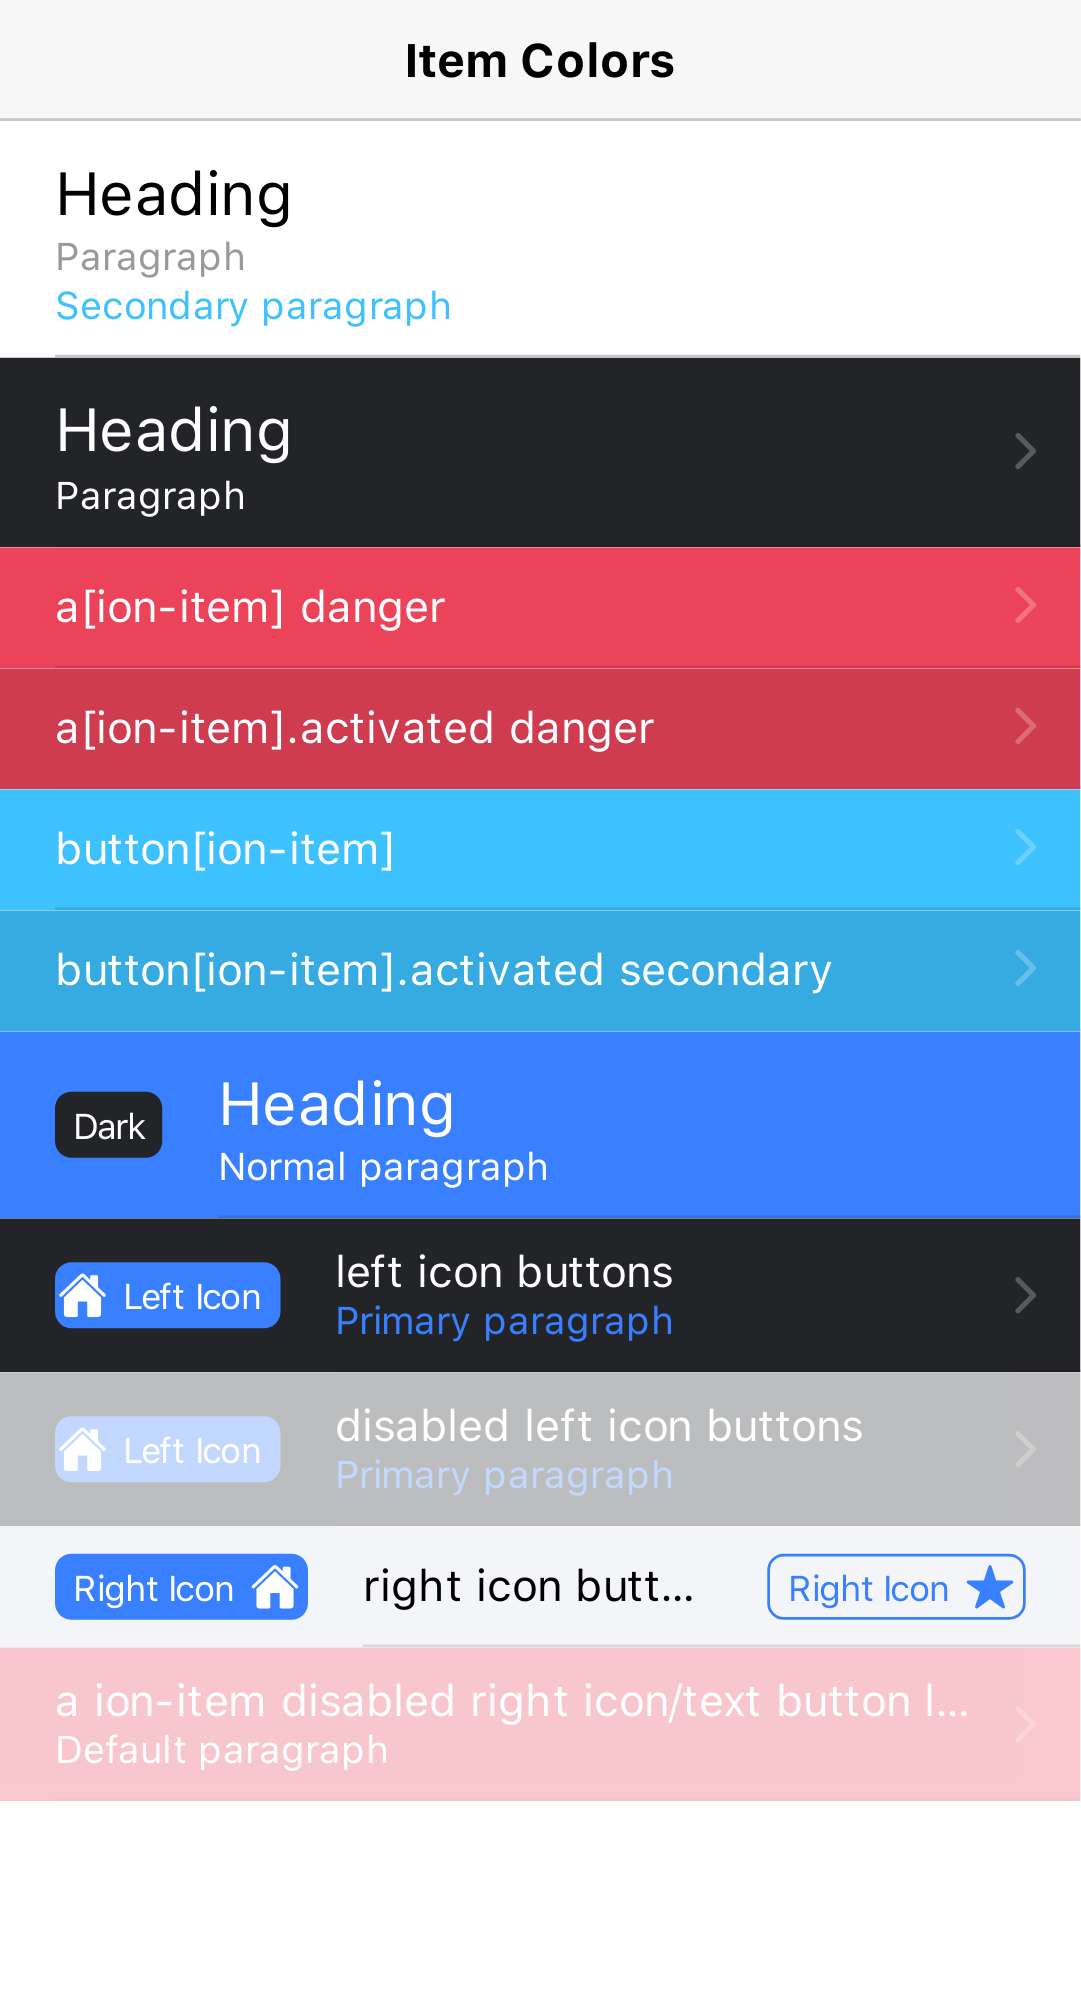 Item Colors
Heading
Paragraph
Secondary paragraph
Heading
Paragraph
a[ion-item] danger
a[ion-item].activated danger
button[ion-item]
button[ion-item].activated secondary
Dark
Heading
Normal paragraph
Left Icon
left icon buttons
Primary paragraph
Left Icon
disabled left icon buttons
Primary paragraph
Right Icon
right icon butt...
Right Icon
a ion-item disabled right icon/text button l...
Default paragraph